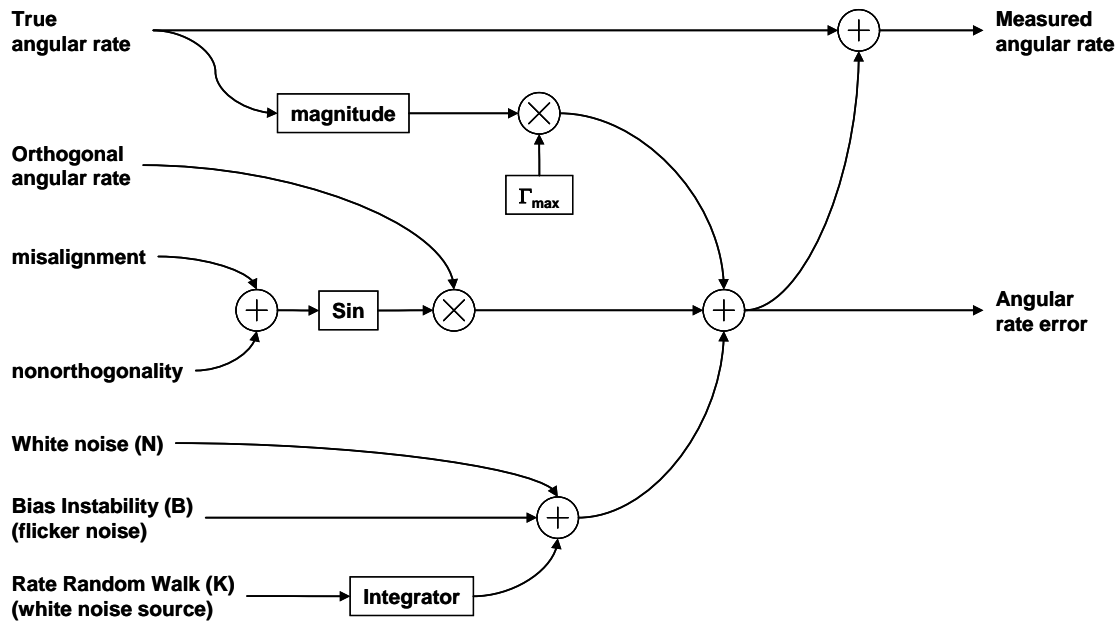 True
angular rate
Measured
angular rate
magnitude
Γmax
Orthogonal
angular rate
misalignment
Sin
Angular
rate error
nonorthogonality
White noise (N)
Bias Instability (B)
(flicker noise)
Rate Random Walk (K)
(white noise source)
Integrator